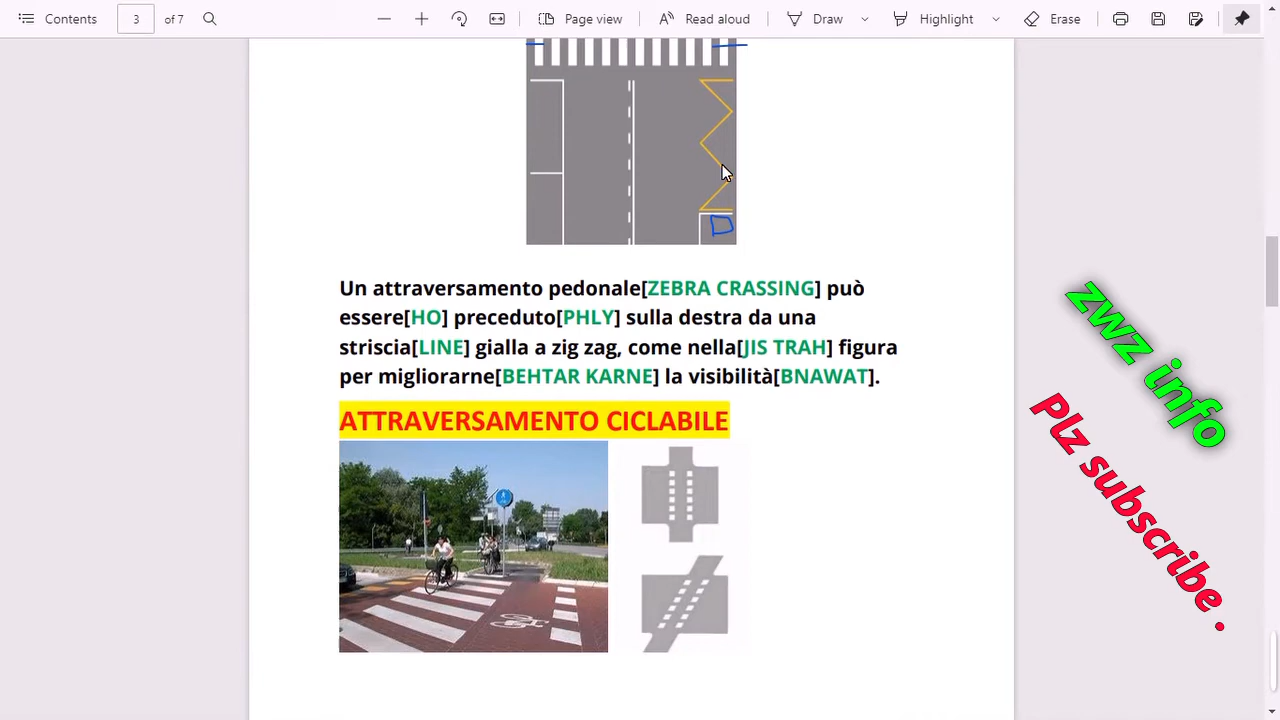 Contents
3 of 7
Page view
Read aloud
Draw
Highlight
Erase
P
Un attraversamento pedonale[ZEBRA CRASSING] può
essere[HO] preceduto[PHLY] sulla destra da una
striscia[LINE] gialla a zig zag, come nella[JIS TRAH] figura
per migliorarne[BEHTAR KARNE] la visibilità[BNAWAT].
ATTRAVERSAMENTO CICLABILE
zwz info
Plz subscribe .